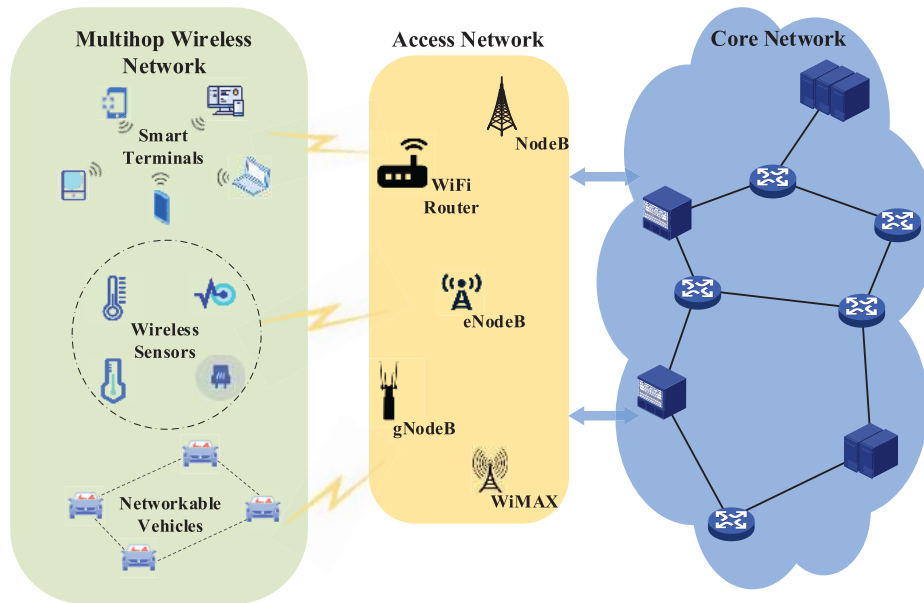 Multihop Wireless
Network
Smart
Terminals
Wireless
Sensors
Networkable
Vehicles
Access Network
NodeB
WiFi
Router
eNodeB
gNodeB
WiMAX
Core Network